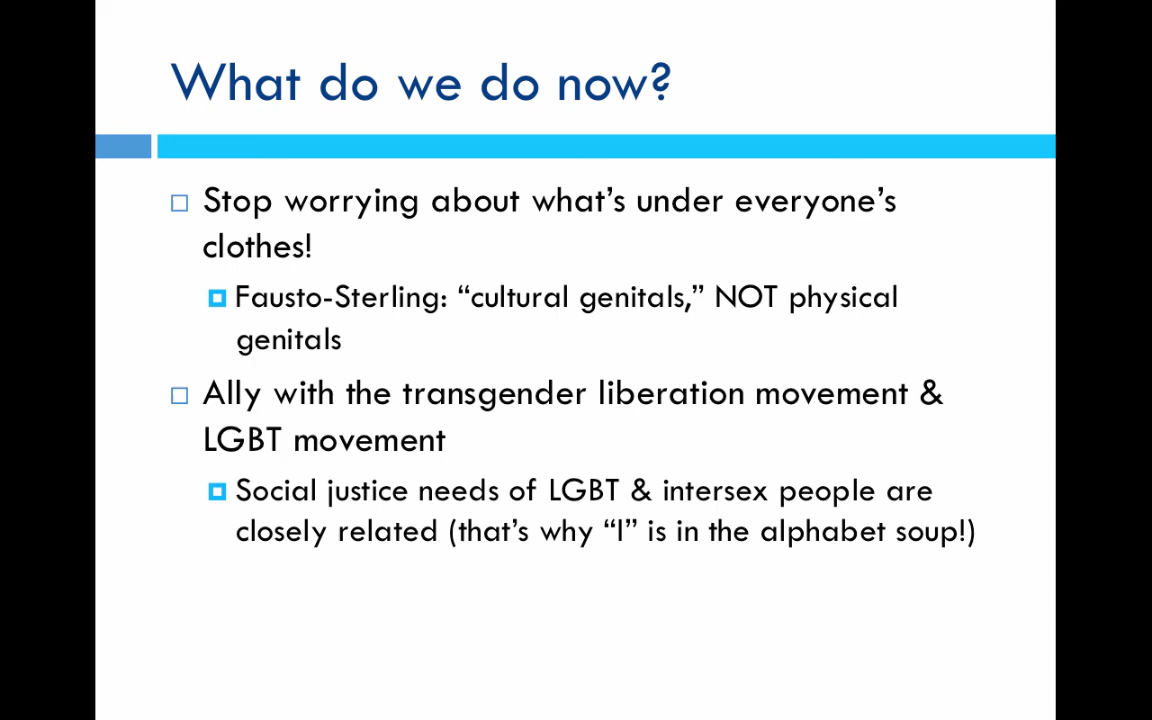 What do we do now?
Stop worrying about what’s under everyone’s
clothes!
Fausto-Sterling: “cultural genitals,” NOT physical
genitals
Ally with the transgender liberation movement &
LGBT movement
Social justice needs of LGBT & intersex people are
closely related (that’s why “I” is in the alphabet soup!)